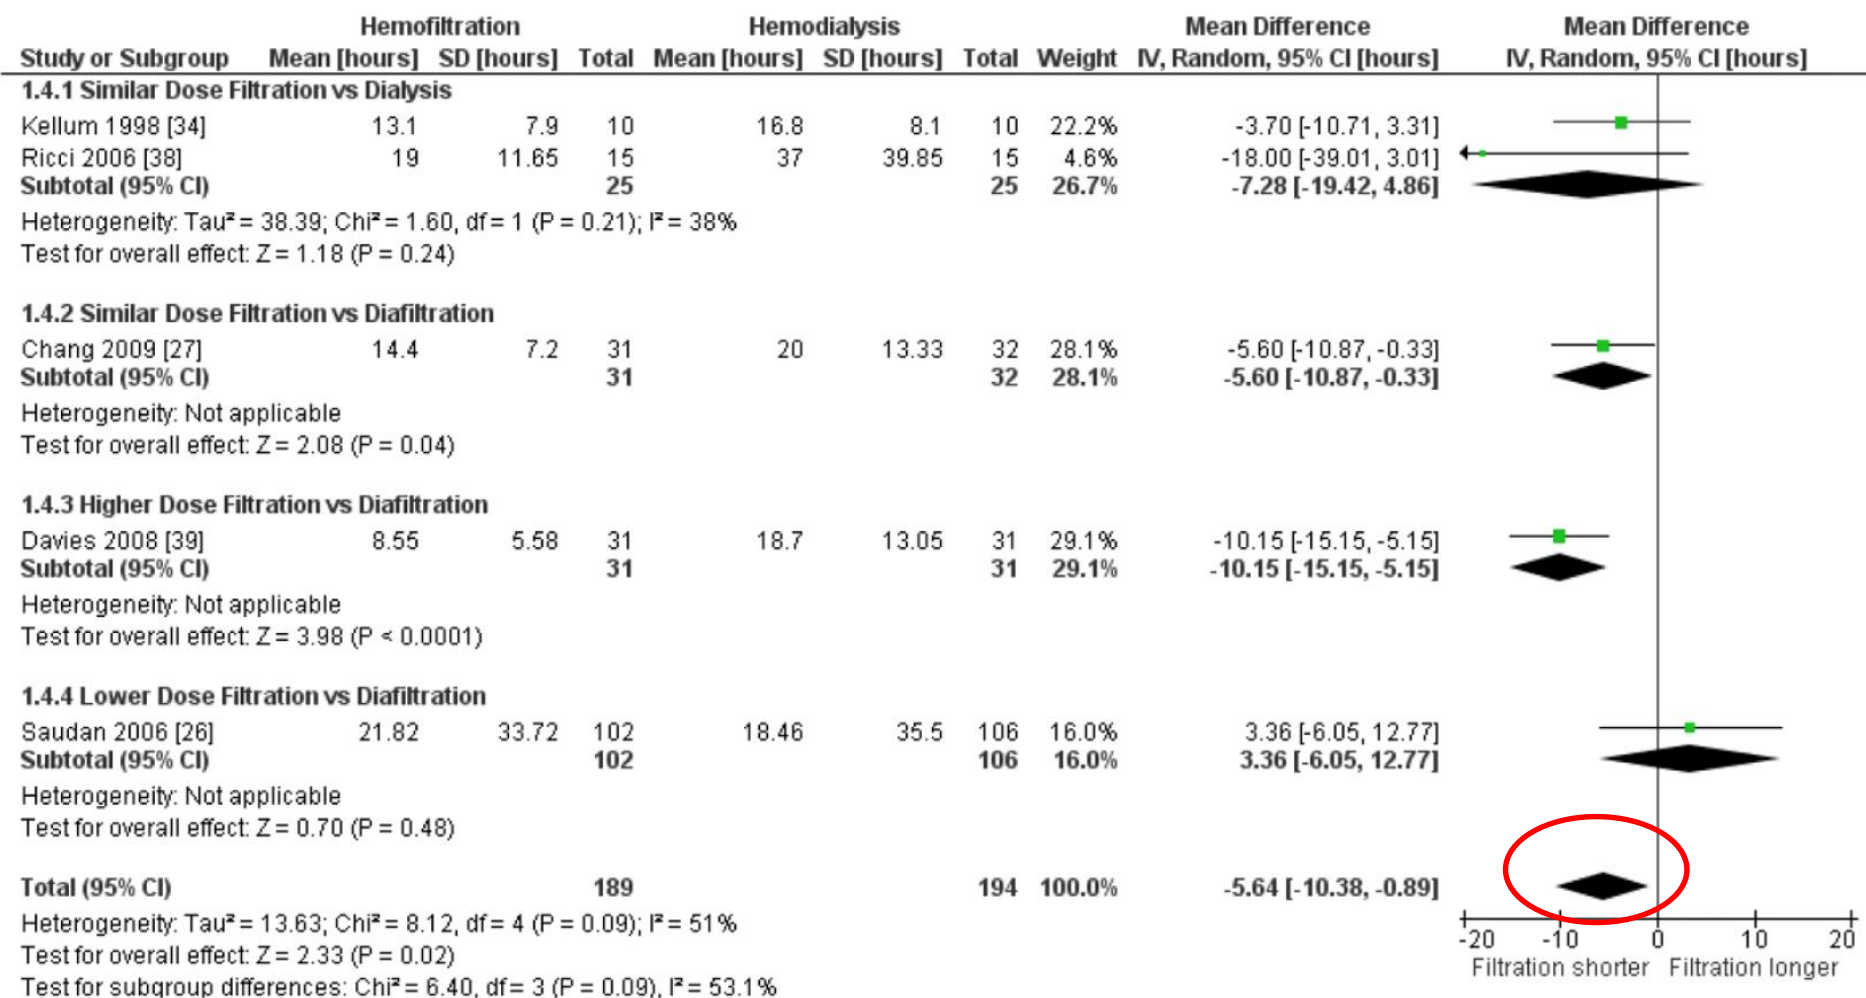 Hemofiltration Hemodialysis Mean Difference Mean Difference
Study or Subgroup Mean [hours] SD [hours] Total Mean [hours] SD [hours] Total Weight IV, Random, 95% CI [hours] IV, Random, 95% CI [hours]
1.4.1 Similar Dose Filtration vs Dialysis
Kellum 1998 [34] 13.1 7.9 10 16.8 8.1 10 22.2% -3.70 [-10.71, 3.31]
Ricci 2006 [38] 19 11.65 15 37 39.85 15 4.6% -18.00 [-39.01, 3.01]
Subtotal (95% CI) 25 25 26.7% -7.28 [-19.42, 4.86]
Heterogeneity: Tau² = 38.39; Chi² = 1.60, df = 1 (P = 0.21); I² = 38%
Test for overall effect: Z = 1.18 (P = 0.24)
1.4.2 Similar Dose Filtration vs Diafiltration
Chang 2009 [27] 14.4 7.2 31 20 13.33 32 28.1% -5.60 [-10.87, -0.33]
Subtotal (95% CI) 31 32 28.1% -5.60 [-10.87, -0.33]
Heterogeneity: Not applicable
Test for overall effect: Z = 2.08 (P = 0.04)
1.4.3 Higher Dose Filtration vs Diafiltration
Davies 2008 [39] 8.55 5.58 31 18.7 13.05 31 29.1% -10.15 [-15.15, -5.15]
Subtotal (95% CI) 31 31 29.1% -10.15 [-15.15, -5.15]
Heterogeneity: Not applicable
Test for overall effect: Z = 3.98 (P < 0.0001)
1.4.4 Lower Dose Filtration vs Diafiltration
Saudan 2006 [26] 21.82 33.72 102 18.46 35.5 106 16.0% 3.36 [-6.05, 12.77]
Subtotal (95% CI) 102 106 16.0% 3.36 [-6.05, 12.77]
Heterogeneity: Not applicable
Test for overall effect: Z = 0.70 (P = 0.48)
Total (95% CI) 189 194 100.0% -5.64 [-10.38, -0.89]
Heterogeneity: Tau² = 13.63; Chi² = 8.12, df = 4 (P = 0.09); I² = 51%
Test for overall effect: Z = 2.33 (P = 0.02)
Test for subgroup differences: Chi² = 6.40, df = 3 (P = 0.09), I² = 53.1%
-20 -10 0 10 20
Filtration shorter Filtration longer